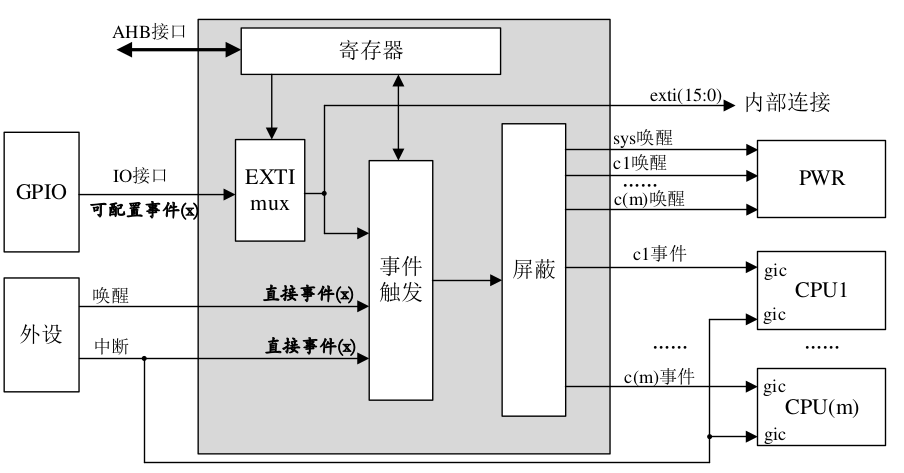 AHB接口
寄存器
exti(15:0)
内部连接
GPIO
IO接口
可配置事件(x)
EXTI
mux
sys唤醒
c1唤醒
……
c(m)唤醒
PWR
事件
触发
屏蔽
外设
唤醒
直接事件(x)
中断
直接事件(x)
c1事件
gic
CPU1
gic
……
……
c(m)事件
gic
CPU(m)
gic